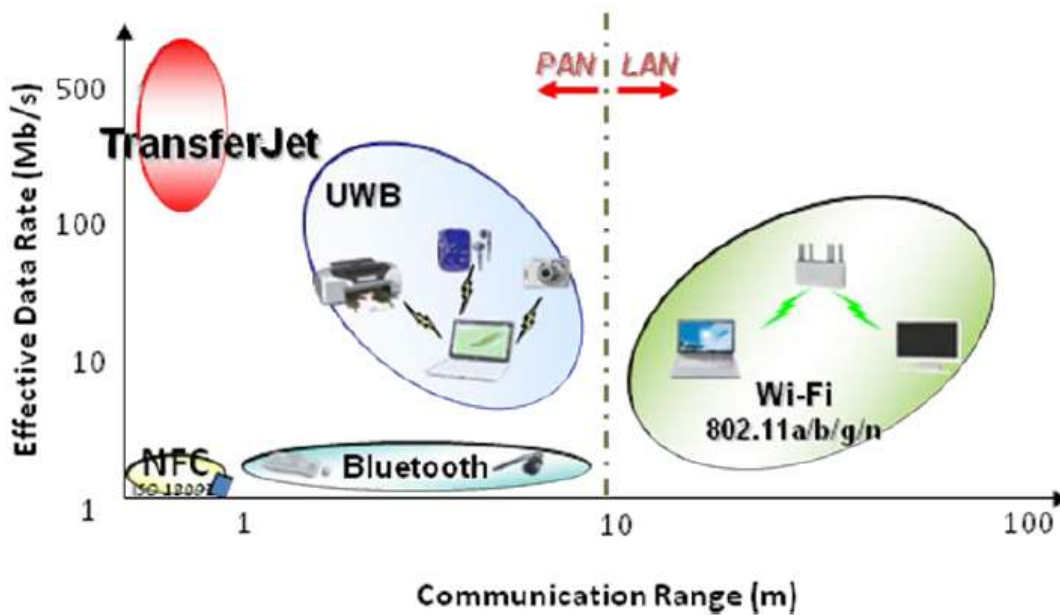 Effective Data Rate (Mb/s)
500
100
10
1
PAN LAN
TransferJet
UWB
Wi-Fi
802.11a/b/g/n
NFC
ISO
Bluetooth
1
10
100
Communication Range (m)